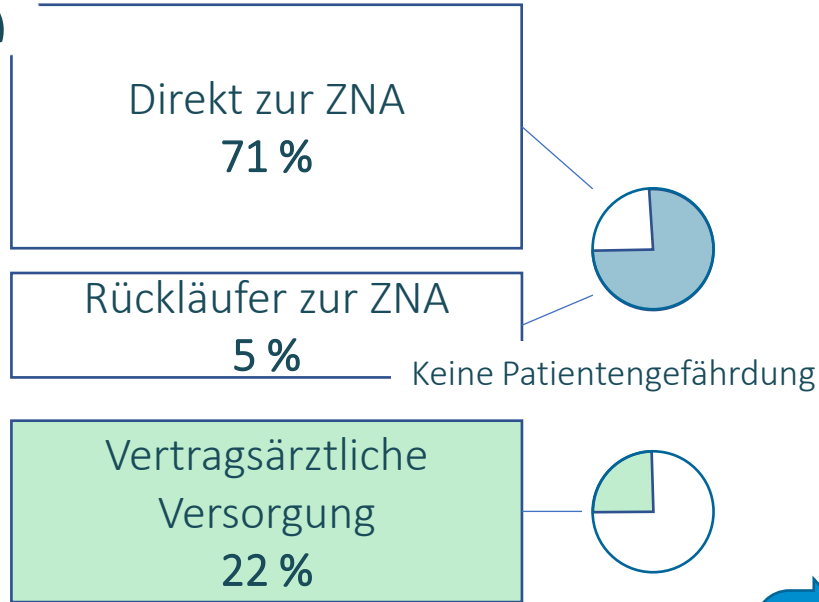 Direkt zur ZNA
71 %
Rückläufer zur ZNA
5 %
Keine Patientengefährdung
Vertragsärztliche
Versorgung
22 %